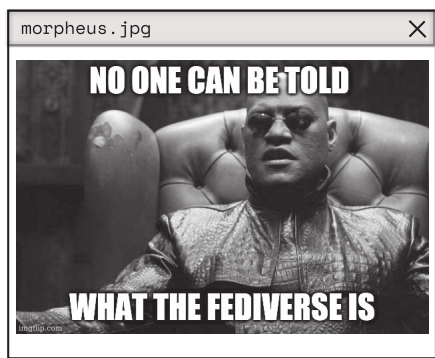 morpheus.jpg
NO ONE CAN BE TOLD
WHAT THE FEDIVERSE IS
imgflip.com